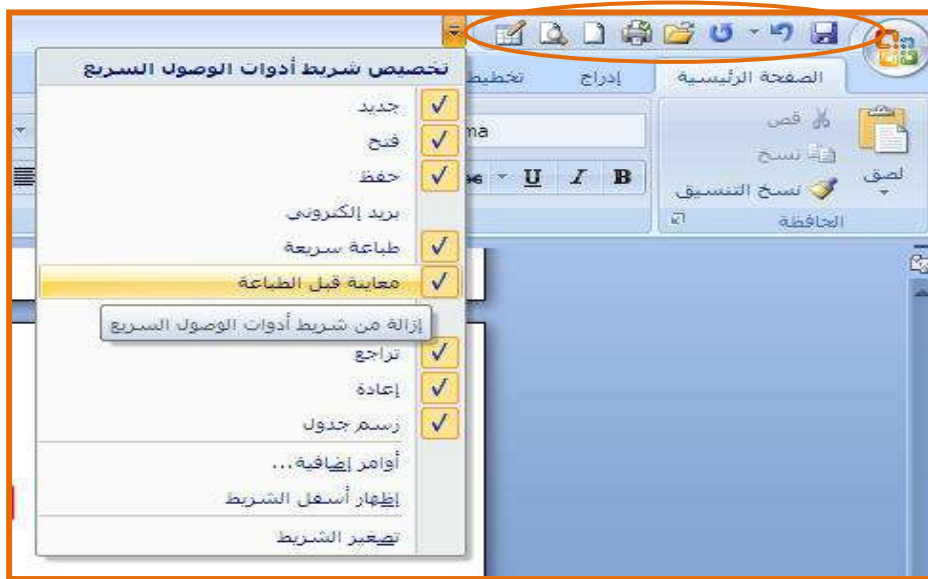 تخصيص شريط أدوات الوصول السريع
الصفحة الرئيسية
إدراج
تخطيط
جديد
فتح
حفظ
بريد إلكتروني
طباعة سريعة
معاينة قبل الطباعة
إزالة من شريط أدوات الوصول السريع
تراجع
إعادة
رسم جدول
أوامر إضافية...
إظهار أسفل الشريط
تصغير الشريط
ma
B I U
قص
نسخ
نسخ التنسيق
لصق
الحافظة